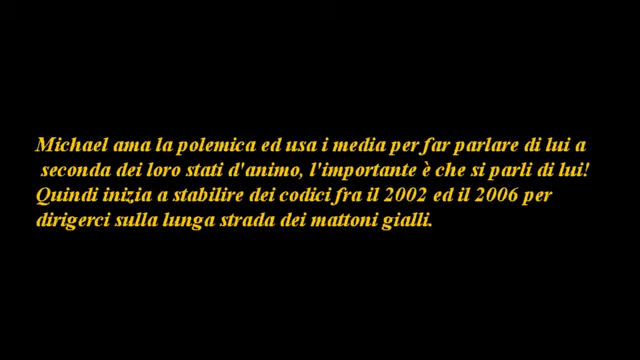 Michael ama la polemica ed usa i media per far parlare di lui a
seconda dei loro stati d'animo, l'importante è che si parli di lui!
Quindi inizia a stabilire dei codici fra il 2002 ed il 2006 per
dirigerci sulla lunga strada dei mattoni gialli.